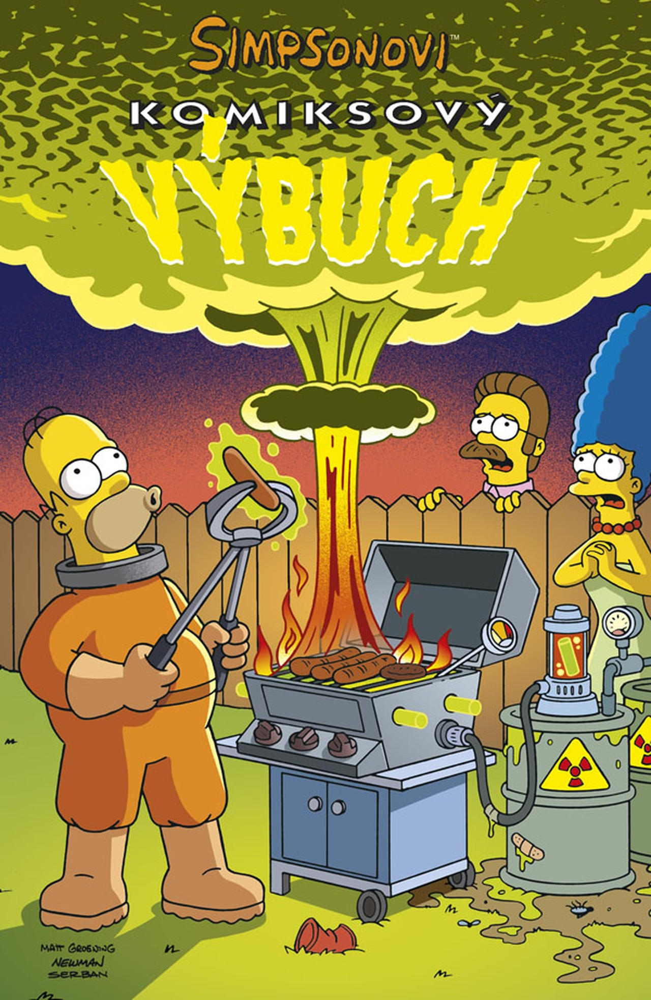 SIMPSONOVI™
KOMIKSOVÝ
VÝBUCH
MATT GROENING
NEWMAN
SERBAN